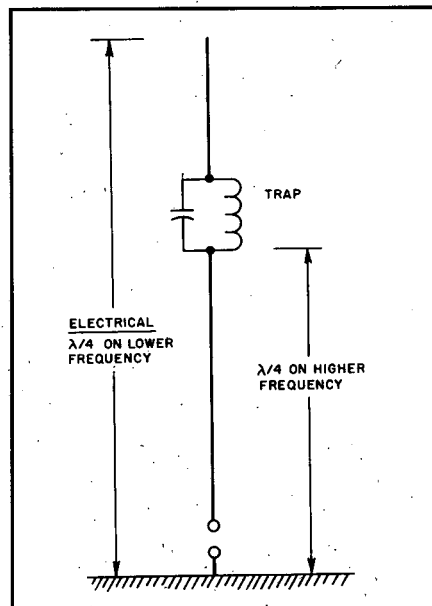 TRAP
ELECTRICAL
λ/4 ON LOWER
FREQUENCY
λ/4 ON HIGHER
FREQUENCY